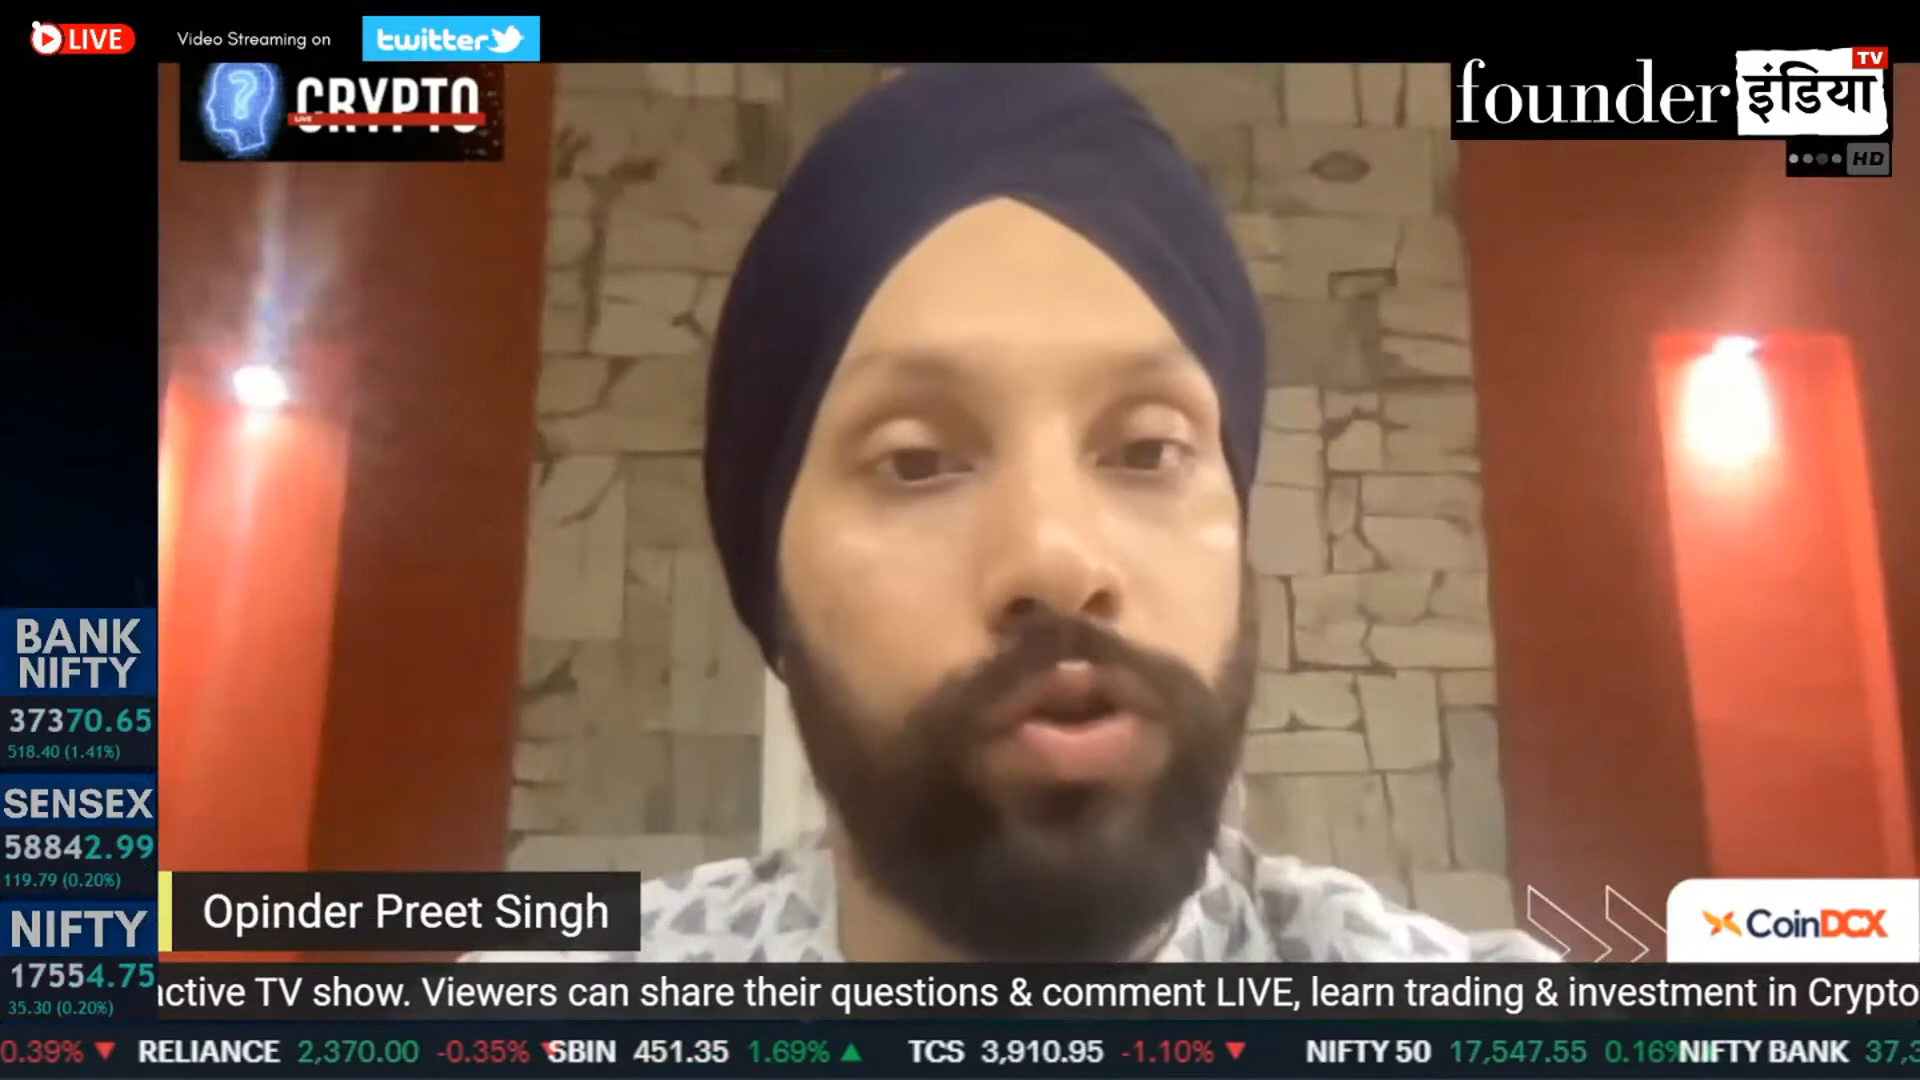 LIVE
Video Streaming on
twitter
?
CRYPTO
LIVE
founder इंडिया
TV
HD
BANK
NIFTY
37370.65
518.40 (1.41%)
SENSEX
58842.99
119.79 (0.20%)
NIFTY
17554.75
35.30 (0.20%)
Opinder Preet Singh
CoinDCX
active TV show. Viewers can share their questions & comment LIVE, learn trading & investment in Crypto
0.39% ▼ RELIANCE 2,370.00 -0.35% ▼ SBIN 451.35 1.69% ▲ TCS 3,910.95 -1.10% ▼ NIFTY 50 17,547.55 0.16% NIFTY BANK 37,3